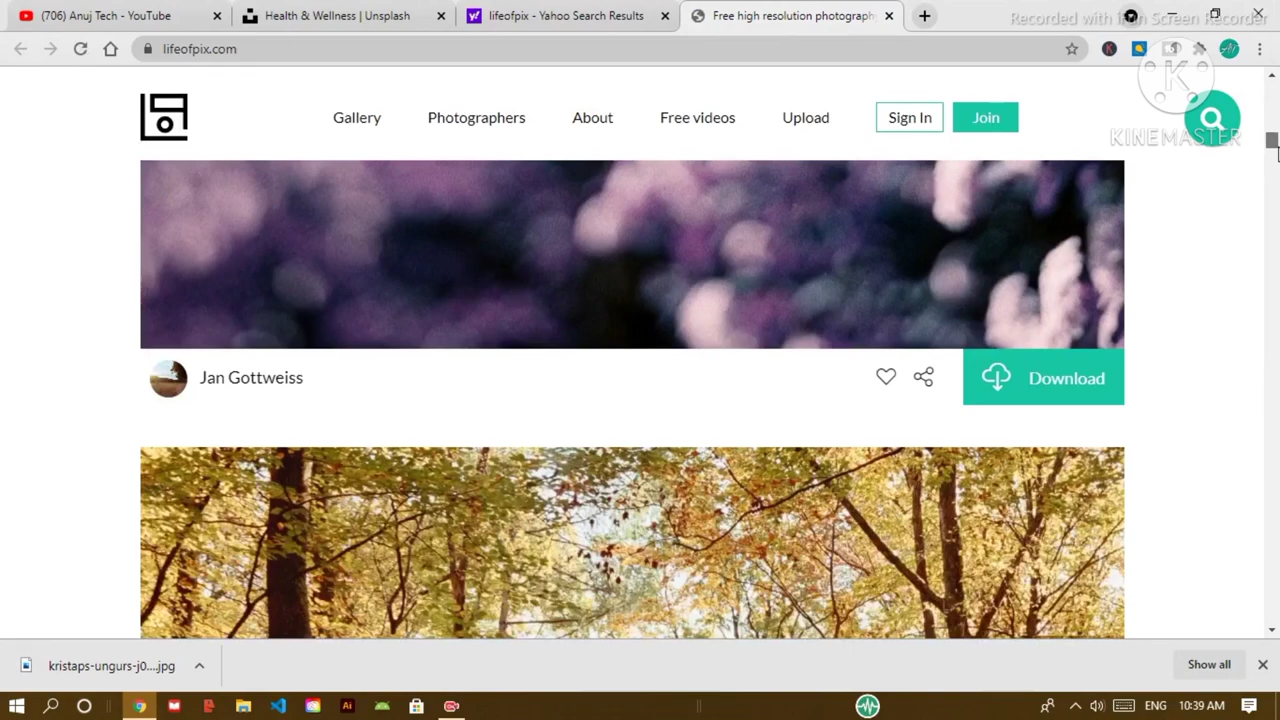 (706) Anuj Tech - YouTube
Health & Wellness | Unsplash
lifeofpix - Yahoo Search Results
Free high resolution photograph
Recorded with iTop Screen Recorder
lifeofpix.com
Gallery
Photographers
About
Free videos
Upload
Sign In
Join
K
KINEMASTER
Jan Gottweiss
Download
kristaps-ungurs-j0....jpg
Show all
Ai
ENG
10:39 AM